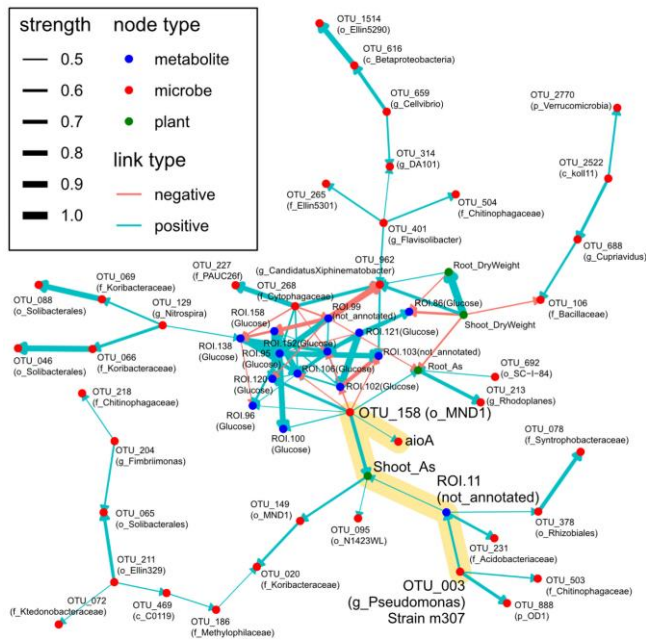 strength
0.5
0.6
0.7
0.8
0.9
1.0
node type
metabolite
microbe
plant
link type
negative
positive
OTU_1514
(o_Ellin5290)
OTU_616
(c_Betaproteobacteria)
OTU_659
(g_Cellvibrio)
OTU_314
(g_DA101)
OTU_265
(f_Ellin5301)
OTU_504
(f_Chitinophagaceae)
OTU_401
(g_Flavisolibacter)
OTU_2770
(p_Verrucomicrobia)
OTU_2522
(c_koll11)
OTU_688
(g_Cupriavidus)
OTU_106
(f_Bacillaceae)
OTU_962
(g_CandidatusXiphinematobacter)
OTU_227
(f_PAUC26f)
OTU_268
(f_Cytophagaceae)
Root_DryWeight
Shoot_DryWeight
ROI.86(Glucose)
ROI.99
(not_annotated)
ROI.158
(Glucose)
ROI.138
(Glucose)
ROI.152(Glucose)
ROI.121(Glucose)
ROI.95
(Glucose)
ROI.103(not_annotated)
ROI.106(Glucose)
ROI.120
(Glucose)
ROI.102(Glucose)
ROI.96
(Glucose)
ROI.100
(Glucose)
Root_As
OTU_692
(o_SC-I-84)
OTU_213
(g_Rhodoplanes)
OTU_069
(f_Koribacteraceae)
OTU_088
(o_Solibacterales)
OTU_129
(g_Nitrospira)
OTU_046
(o_Solibacterales)
OTU_066
(f_Koribacteraceae)
OTU_218
(f_Chitinophagaceae)
OTU_204
(g_Fimbriimonas)
OTU_065
(o_Solibacterales)
OTU_211
(o_Ellin329)
OTU_072
(f_Ktedonobacteraceae)
OTU_469
(c_C0119)
OTU_186
(f_Methylophilaceae)
OTU_020
(f_Koribacteraceae)
OTU_149
(o_MND1)
OTU_095
(o_N1423WL)
OTU_158 (o_MND1)
aioA
Shoot_As
ROI.11
(not_annotated)
OTU_078
(f_Syntrophobacteraceae)
OTU_378
(o_Rhizobiales)
OTU_231
(f_Acidobacteriaceae)
OTU_003
(g_Pseudomonas)
Strain m307
OTU_503
(f_Chitinophagaceae)
OTU_888
(p_OD1)